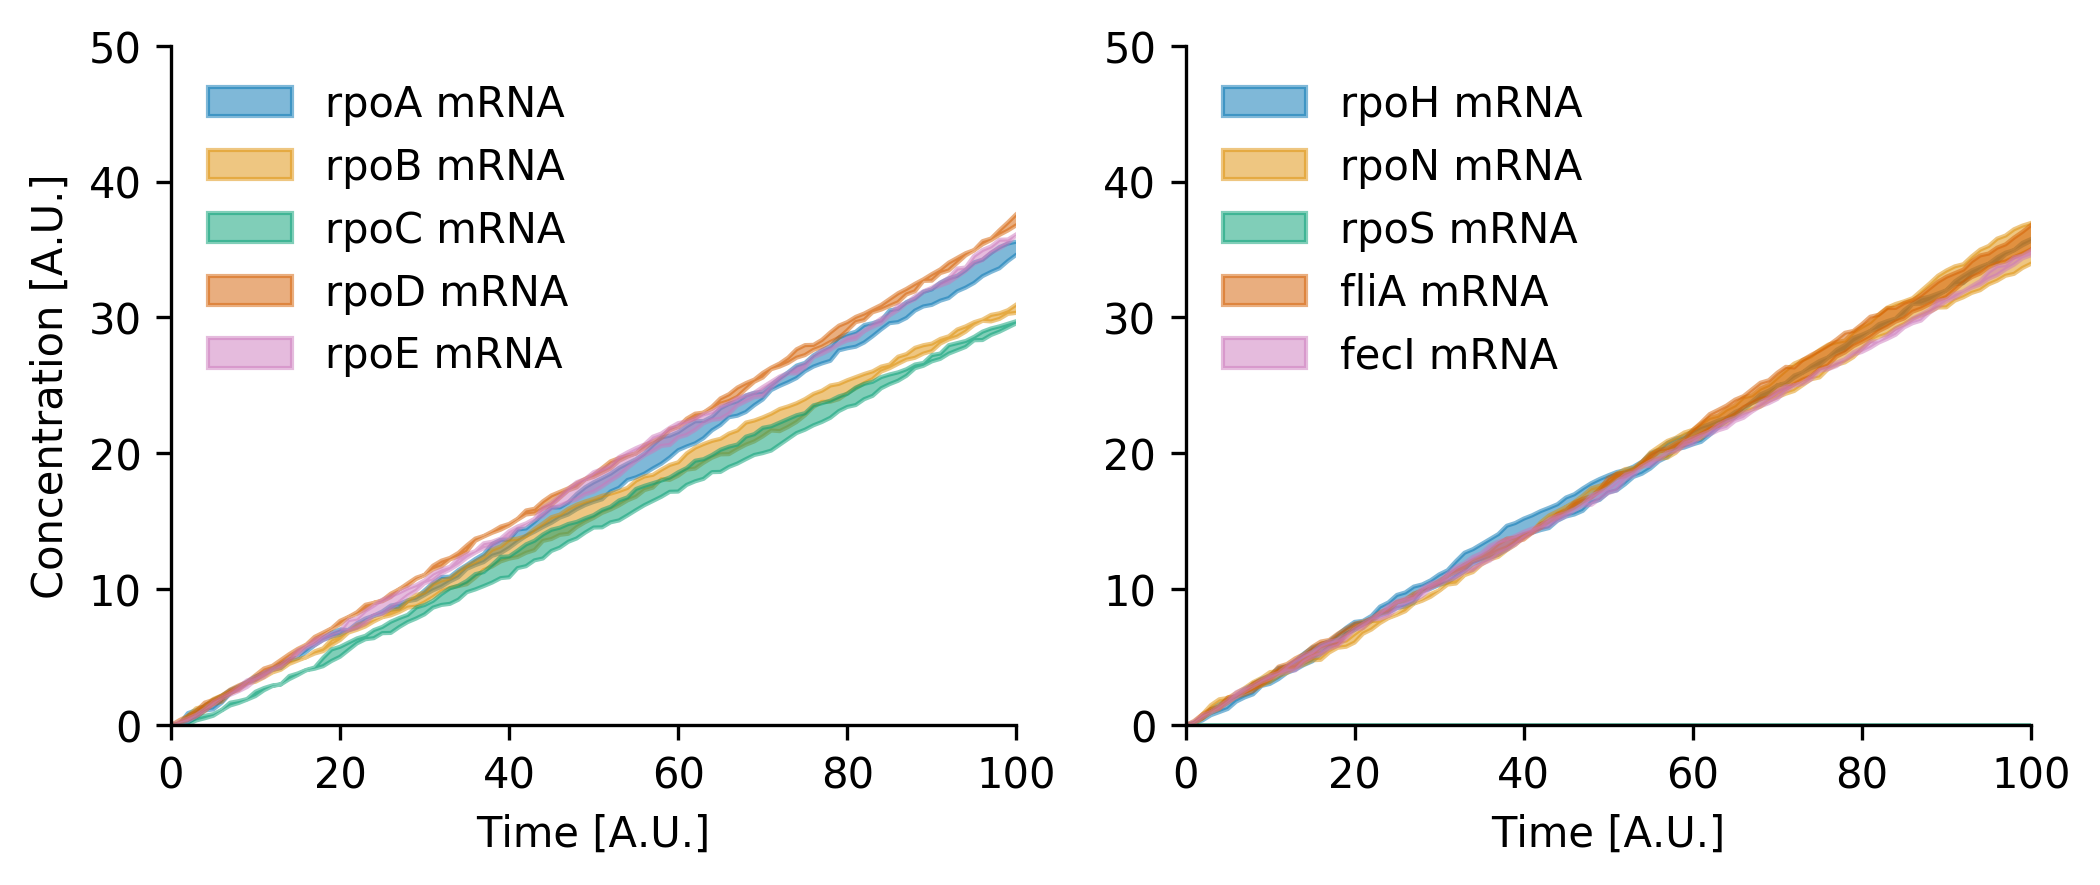 50
40
30
20
10
0
Concentration [A.U.]
rpoA mRNA
rpoB mRNA
rpoC mRNA
rpoD mRNA
rpoE mRNA
0 20 40 60 80 100
Time [A.U.]
50
40
30
20
10
0
rpoH mRNA
rpoN mRNA
rpoS mRNA
fliA mRNA
fecI mRNA
0 20 40 60 80 100
Time [A.U.]